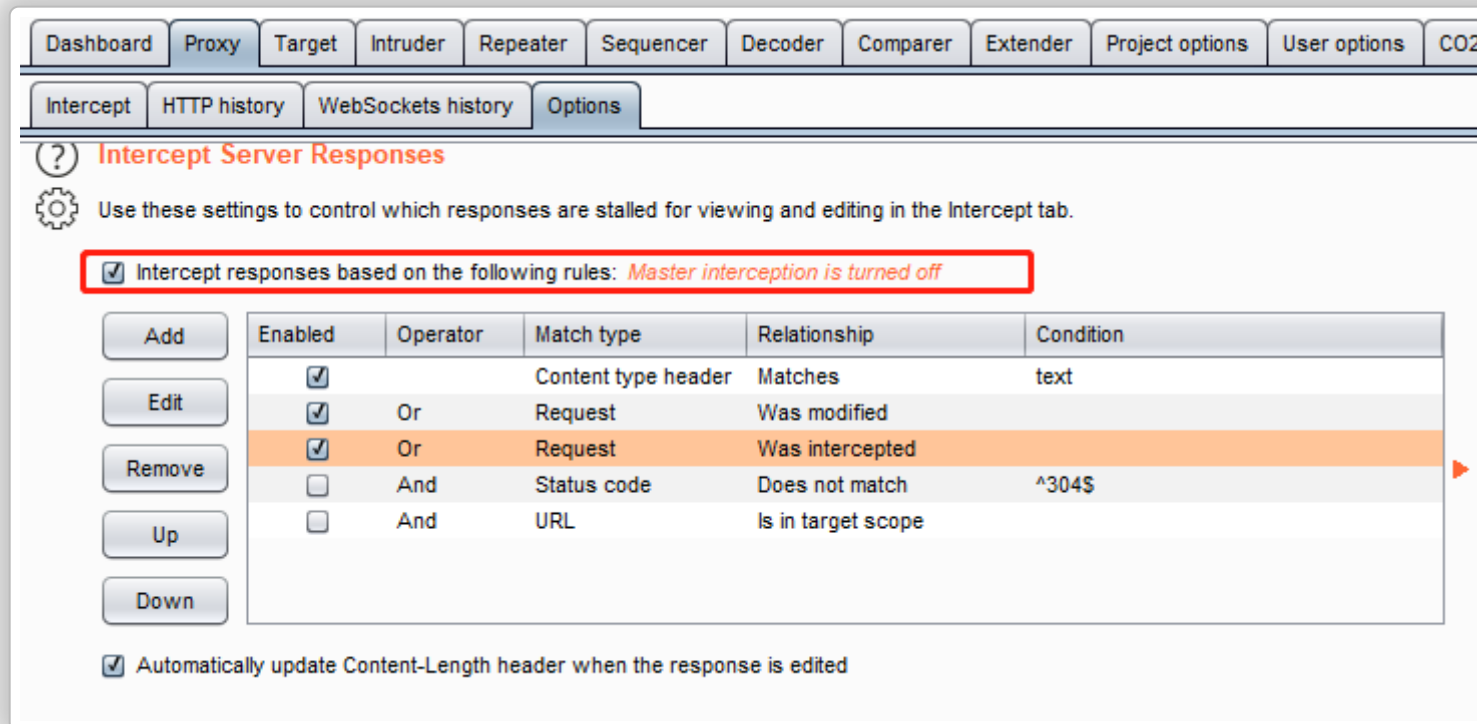 Dashboard Proxy Target Intruder Repeater Sequencer Decoder Comparer Extender Project options User options CO2
Intercept HTTP history WebSockets history Options
Intercept Server Responses
Use these settings to control which responses are stalled for viewing and editing in the Intercept tab.
Intercept responses based on the following rules: Master interception is turned off
Add
Edit
Remove
Up
Down
Enabled Operator Match type Relationship Condition
Content type header Matches text
Or Request Was modified
Or Request Was intercepted
And Status code Does not match ^304$
And URL Is in target scope
Automatically update Content-Length header when the response is edited